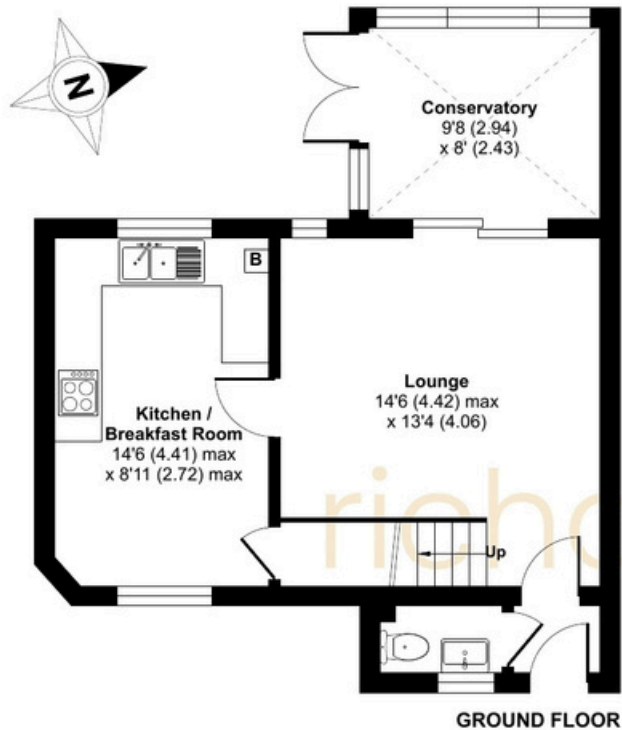 N
Conservatory
9'8 (2.94)
x 8' (2.43)
B
Lounge
14'6 (4.42) max
x 13'4 (4.06)
Kitchen /
Breakfast Room
14'6 (4.41) max
x 8'11 (2.72) max
Up
GROUND FLOOR